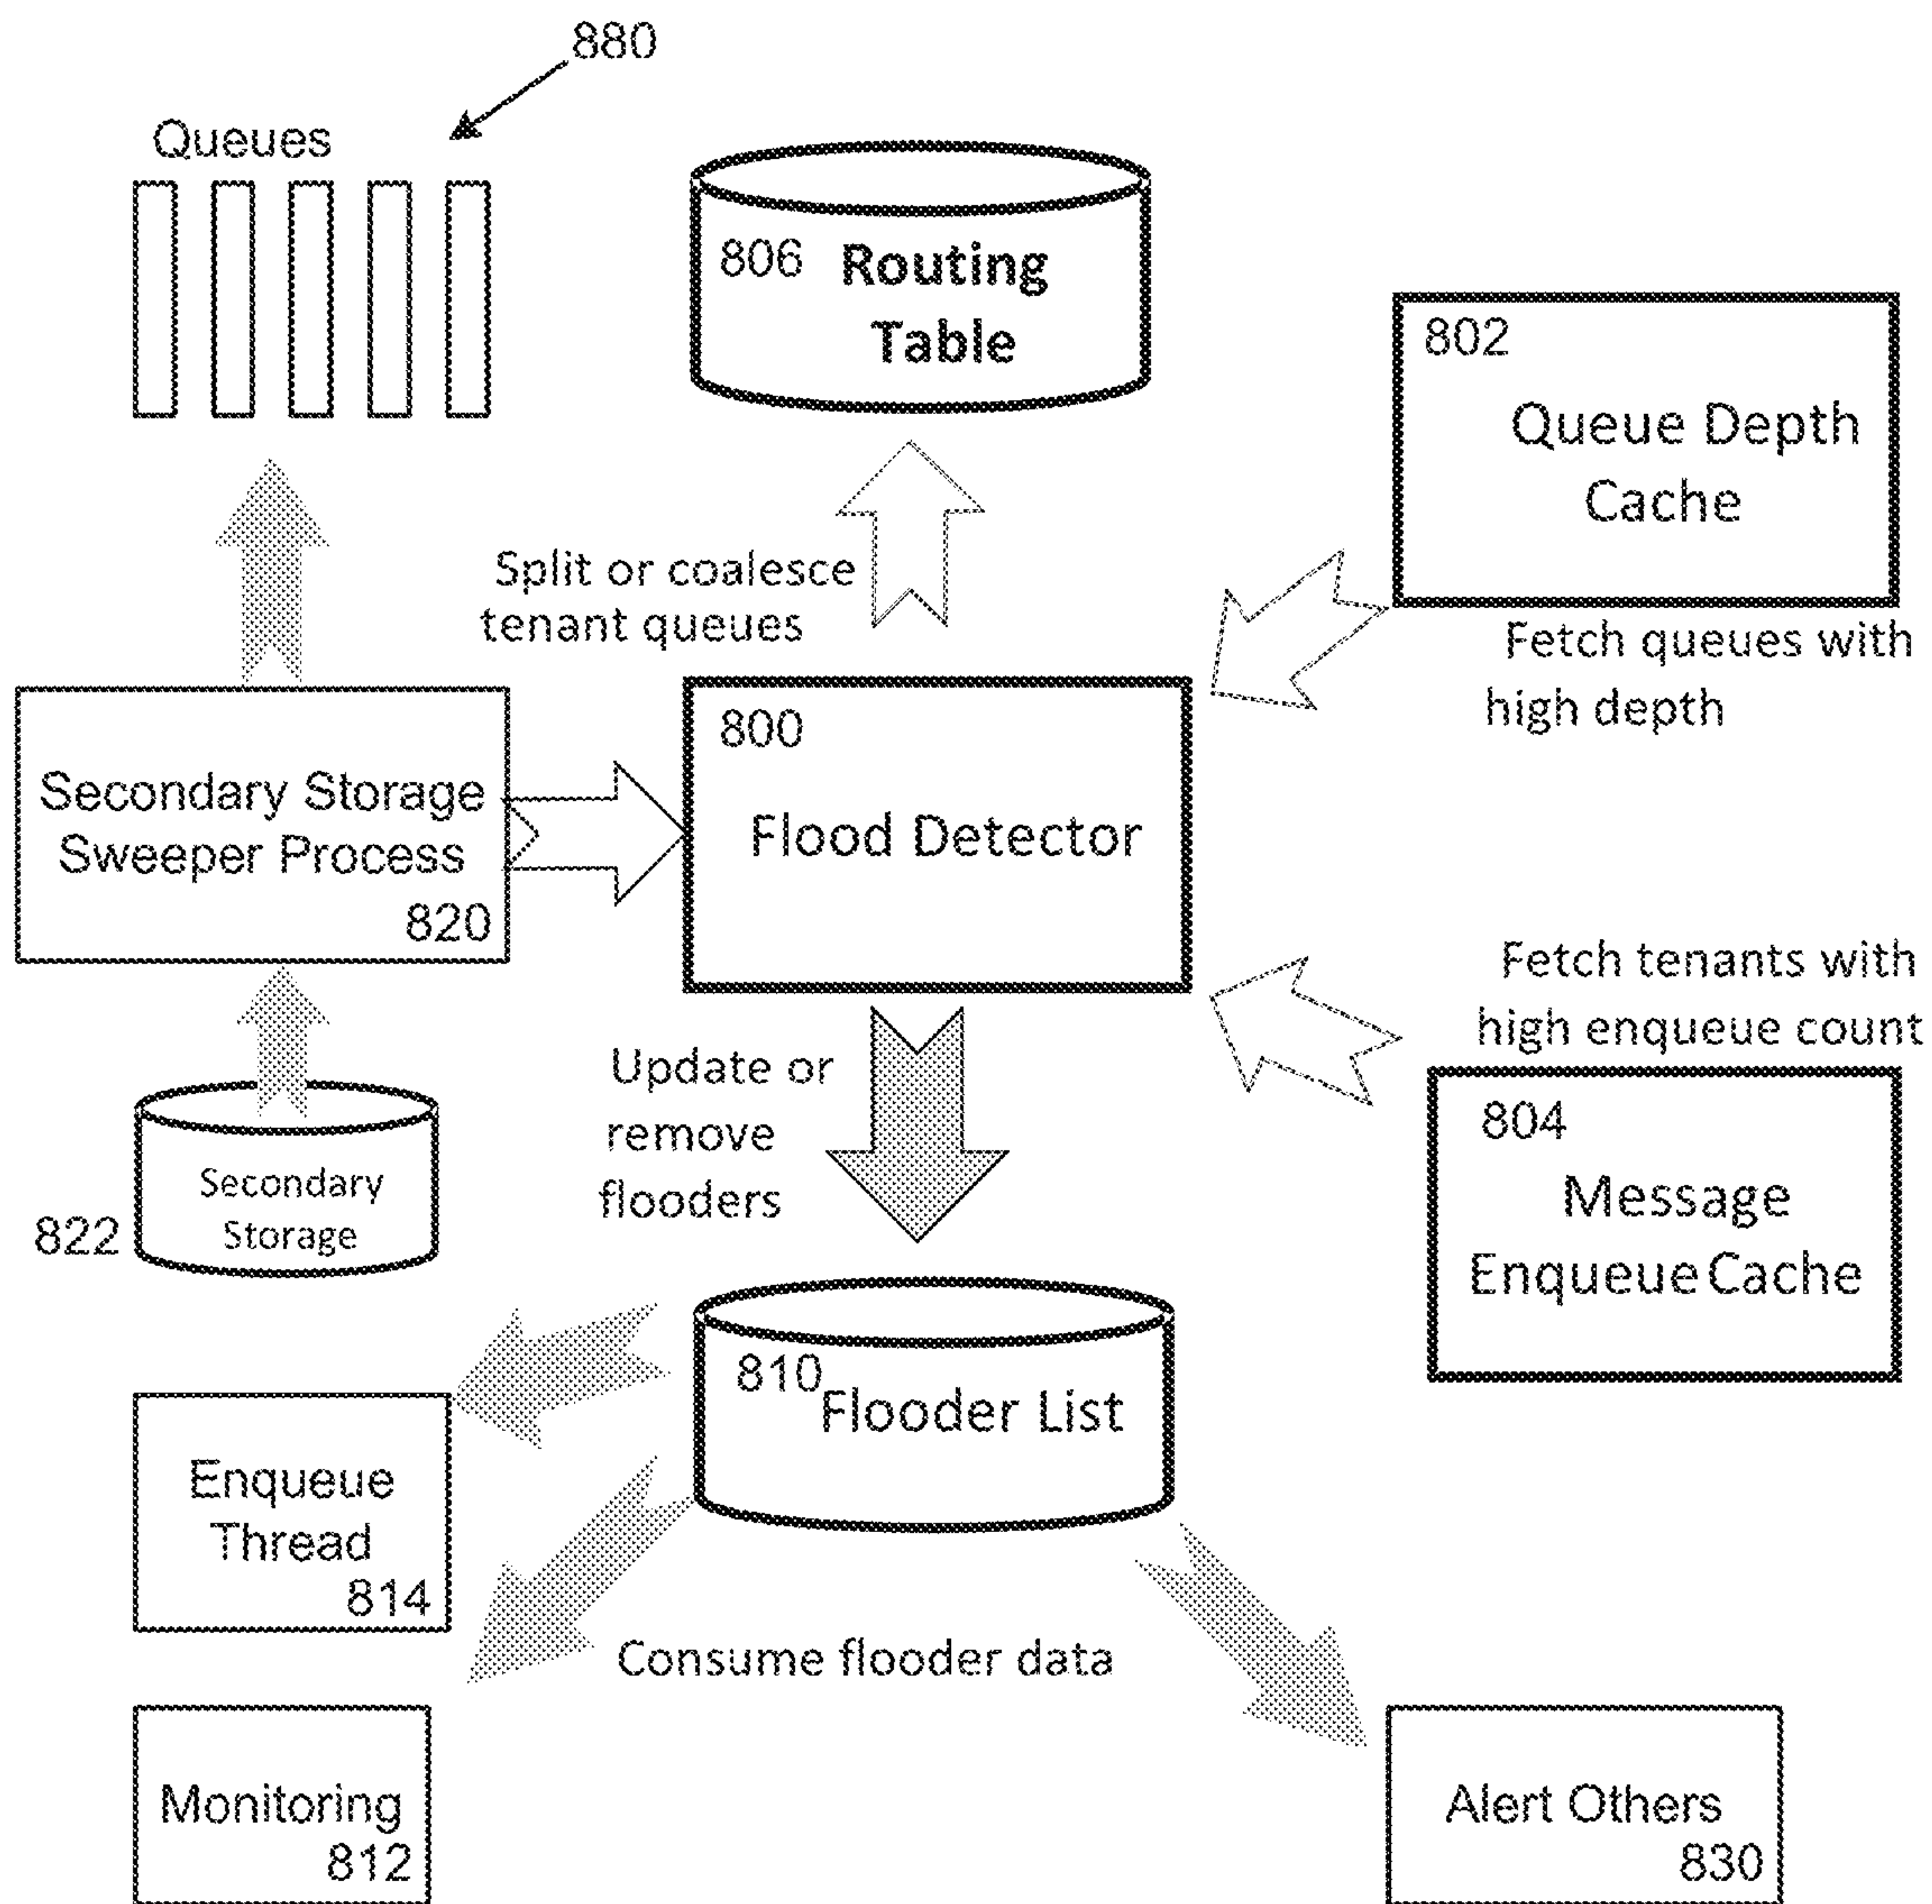 880
Queues
806 Routing
Table
802
Queue Depth
Cache
Split or coalesce
tenant queues
Fetch queues with
high depth
800
Flood Detector
Secondary Storage
Sweeper Process
820
Fetch tenants with
high enqueue count
804
Message
Enqueue Cache
Update or
remove
flooders
Secondary
Storage
822
810
Flooder List
Enqueue
Thread
814
Consume flooder data
Monitoring
812
Alert Others
830